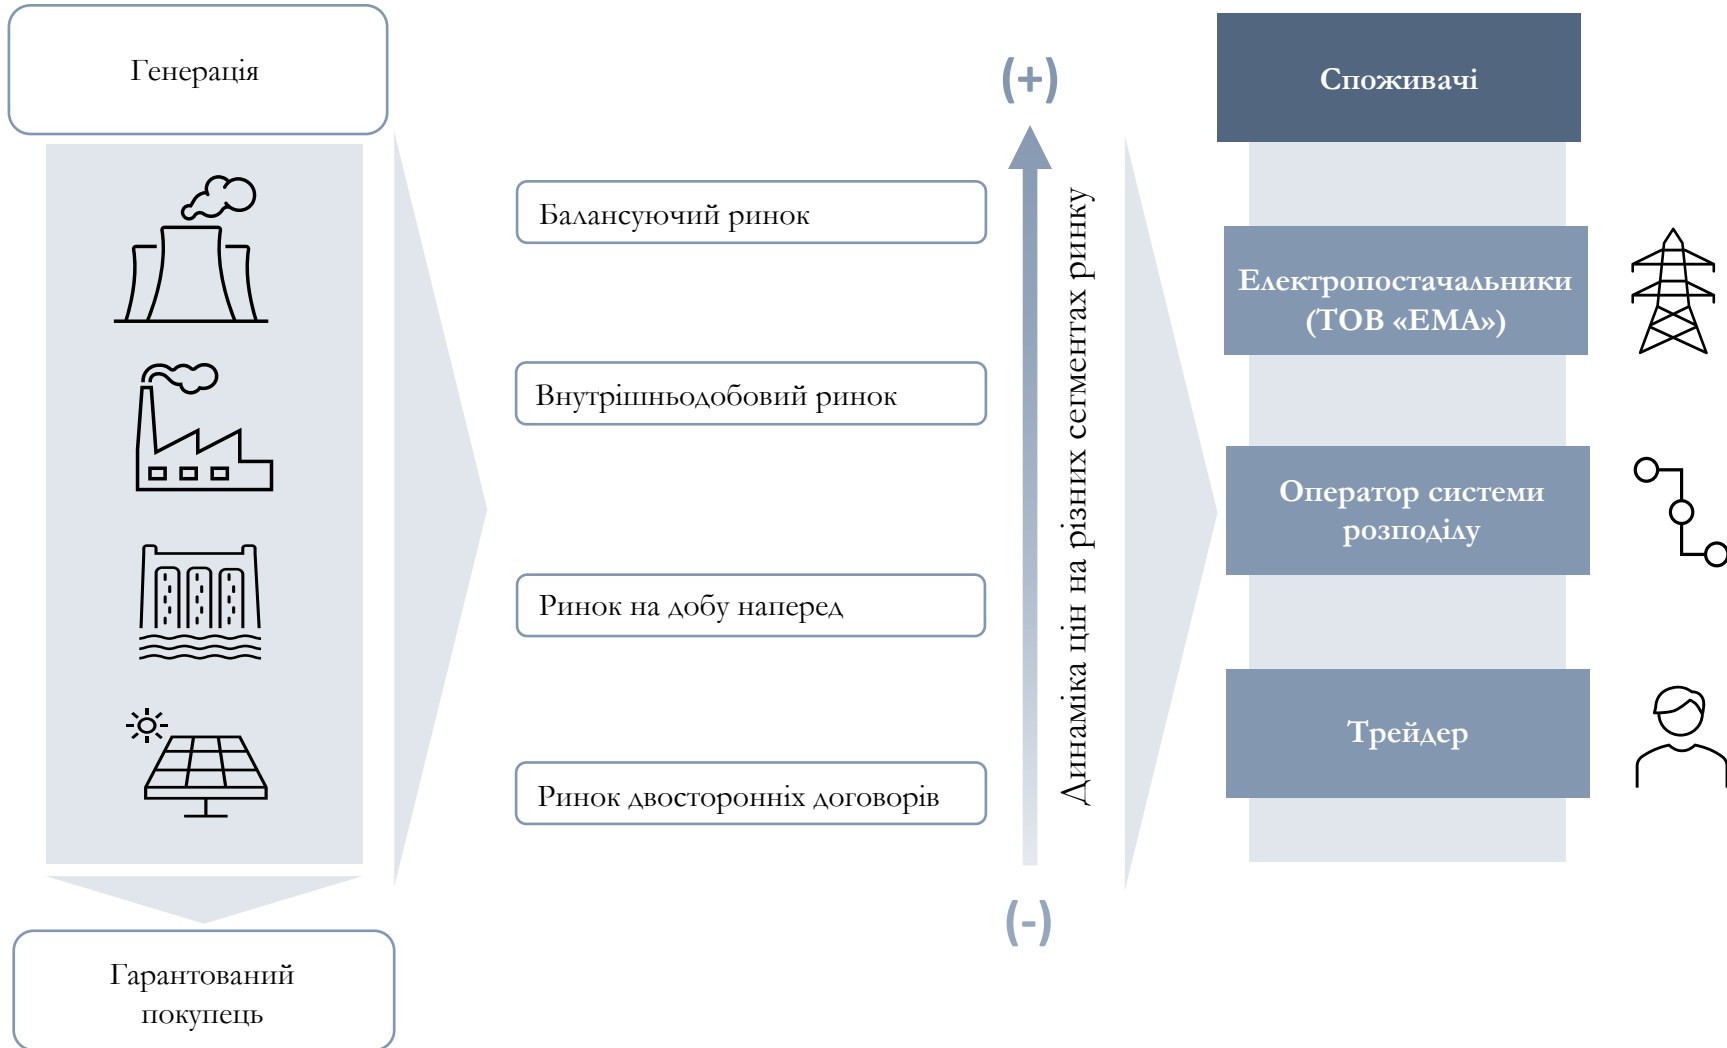 Генерація
Гарантований
покупець
Балансуючий ринок
Внутрішньодобовий ринок
Ринок на добу наперед
Ринок двосторонніх договорів
(+)
Динаміка цін на різних сегментах ринку
(-)
Споживачі
Електропостачальники
(ТОВ «ЕМА»)
Оператор системи
розподілу
Трейдер